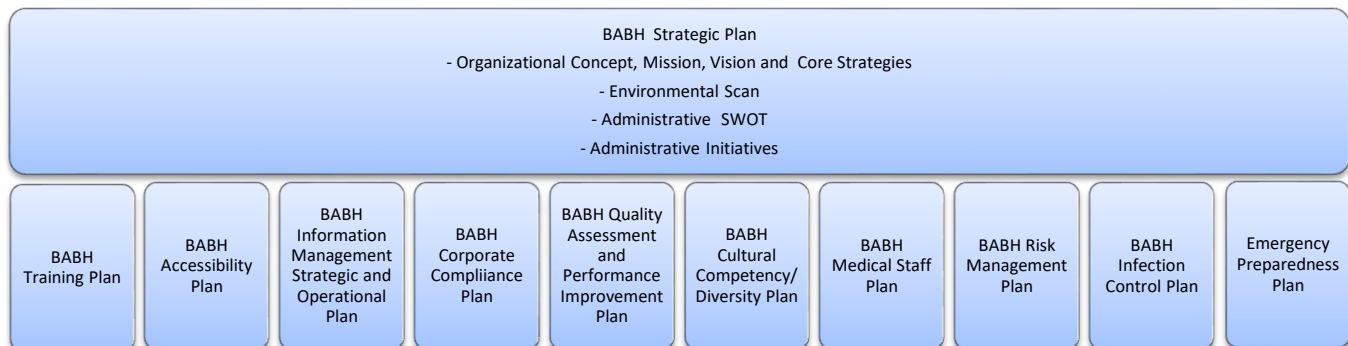 BABH Strategic Plan
- Organizational Concept, Mission, Vision and Core Strategies
- Environmental Scan
- Administrative SWOT
- Administrative Initiatives
BABH
Training Plan
BABH
Accessibility
Plan
BABH
Information
Management
Strategic and
Operational
Plan
BABH
Corporate
Compliiance
Plan
BABH Quality
Assessment
and
Performance
Improvement
Plan
BABH
Cultural
Competency/
Diversity Plan
BABH
Medical Staff
Plan
BABH Risk
Management
Plan
BABH
Infection
Control Plan
Emergency
Preparedness
Plan